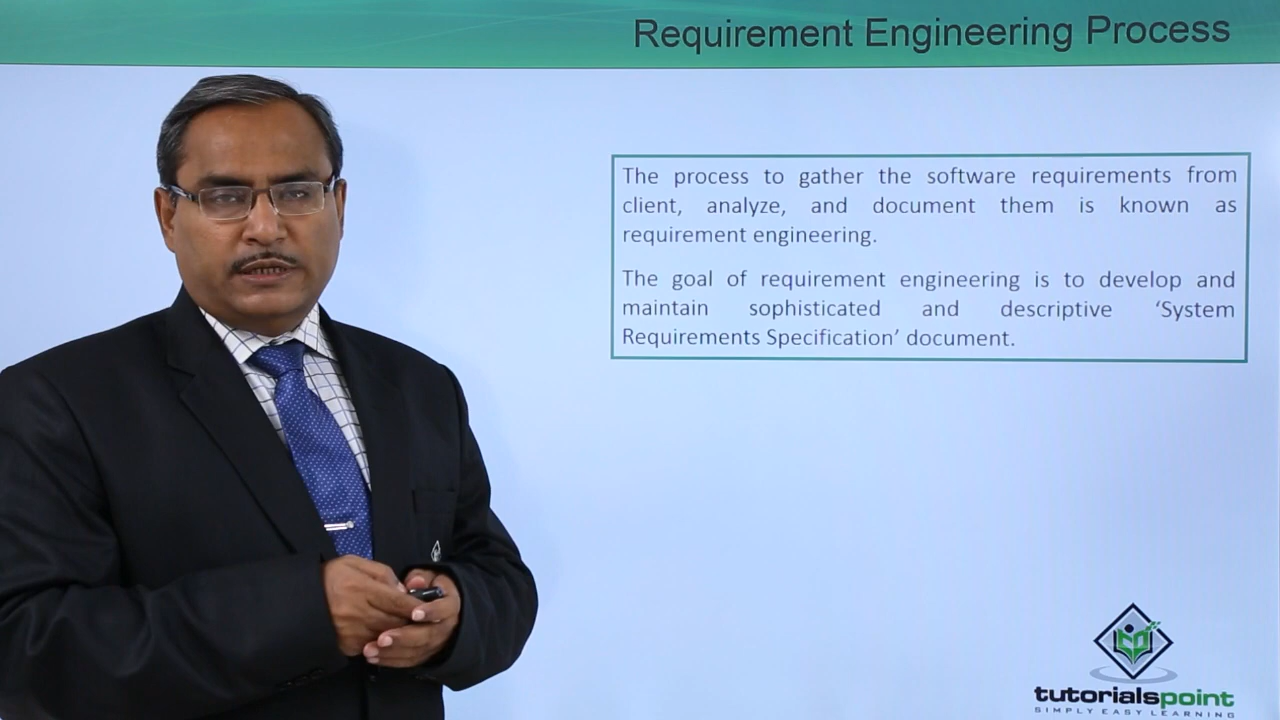 Requirement Engineering Process
The process to gather the software requirements from
client, analyze, and document them is known as
requirement engineering.
The goal of requirement engineering is to develop and
maintain sophisticated and descriptive ‘System
Requirements Specification’ document.
tutorialspoint
SIMPLY EASY LEARNING